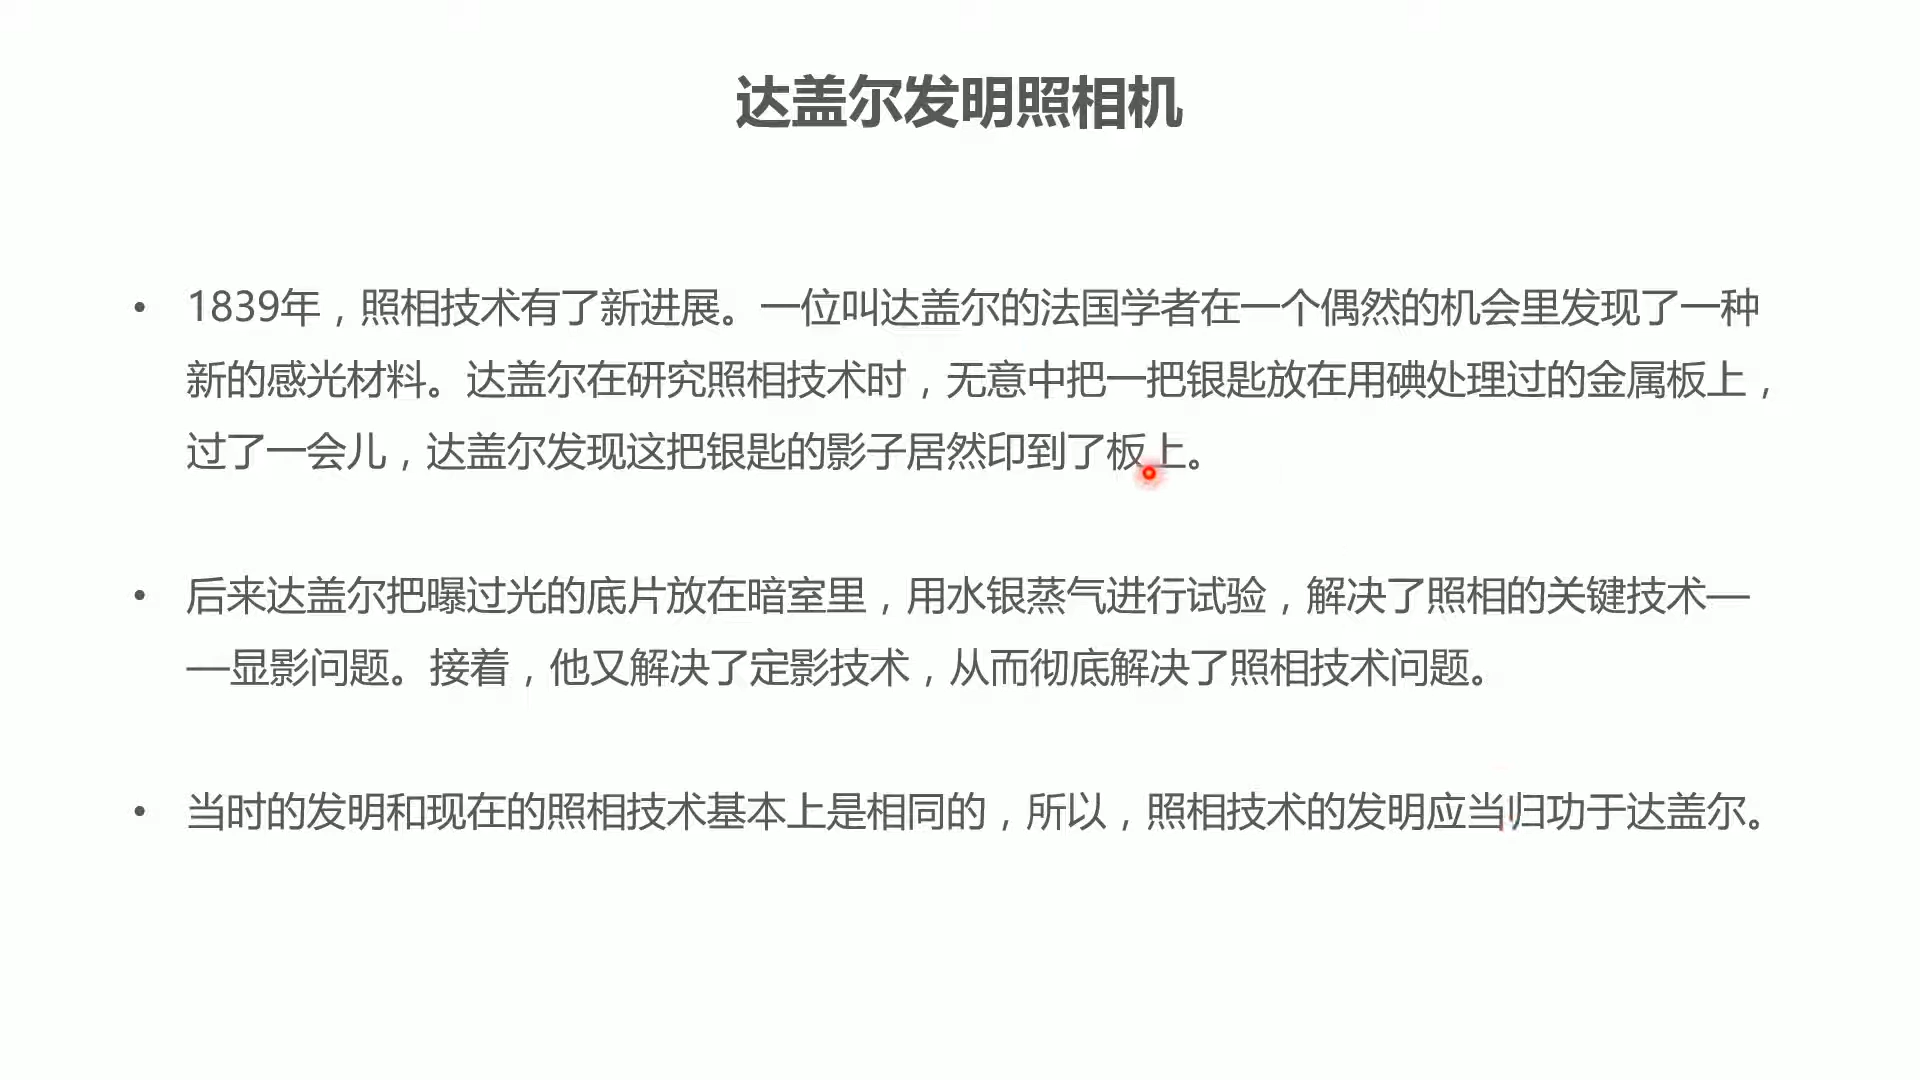 达盖尔发明照相机
• 1839年，照相技术有了新进展。一位叫达盖尔的法国学者在一个偶然的机会里发现了一种
新的感光材料。达盖尔在研究照相技术时，无意中把一把银匙放在用碘处理过的金属板上，
过了一会儿，达盖尔发现这把银匙的影子居然印到了板上。
• 后来达盖尔把曝过光的底片放在暗室里，用水银蒸气进行试验，解决了照相的关键技术—
—显影问题。接着，他又解决了定影技术，从而彻底解决了照相技术问题。
• 当时的发明和现在的照相技术基本上是相同的，所以，照相技术的发明应当归功于达盖尔。